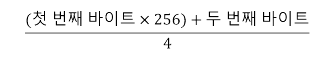 (첫 번째 바이트 × 256) + 두 번째 바이트
4